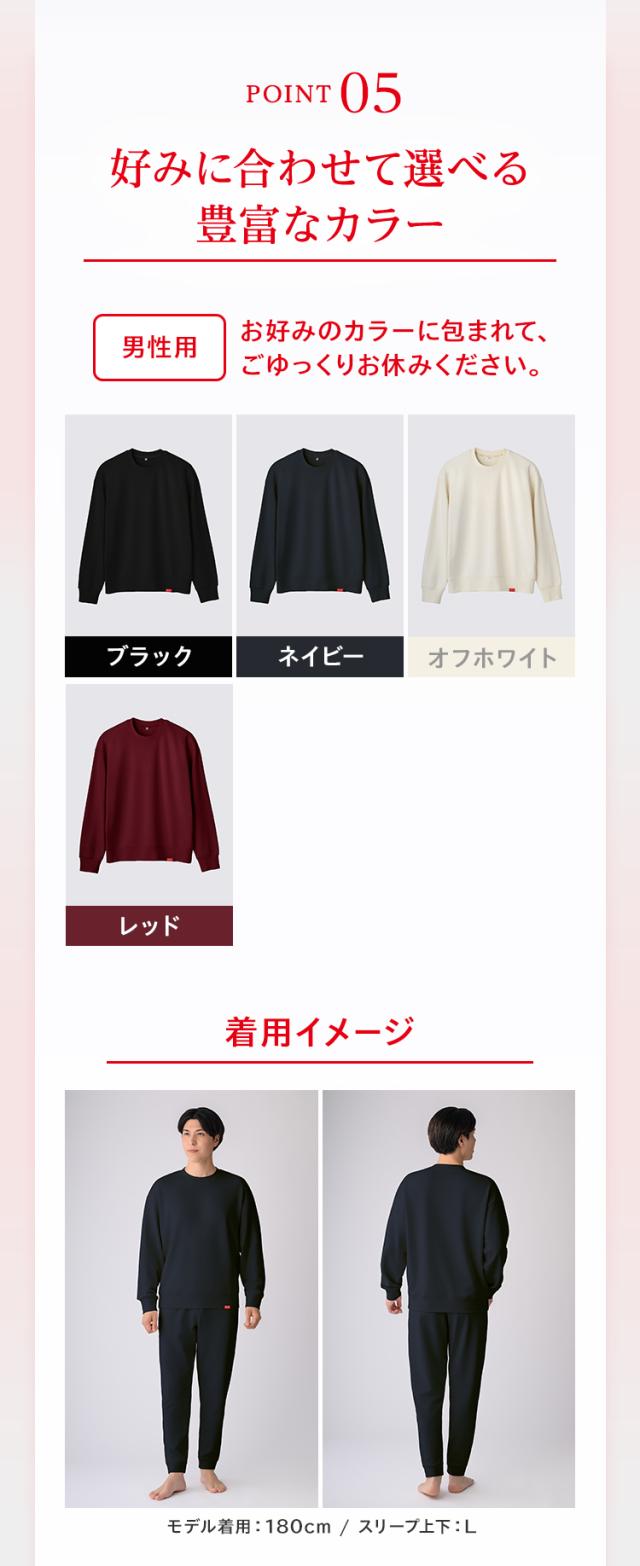 POINT 05
好みに合わせて選べる
豊富なカラー
男性用
お好みのカラーに包まれて、
ごゆっくりお休みください。
ブラック
ネイビー
オフホワイト
レッド
着用イメージ
モデル着用：180cm / スリープ上下：L